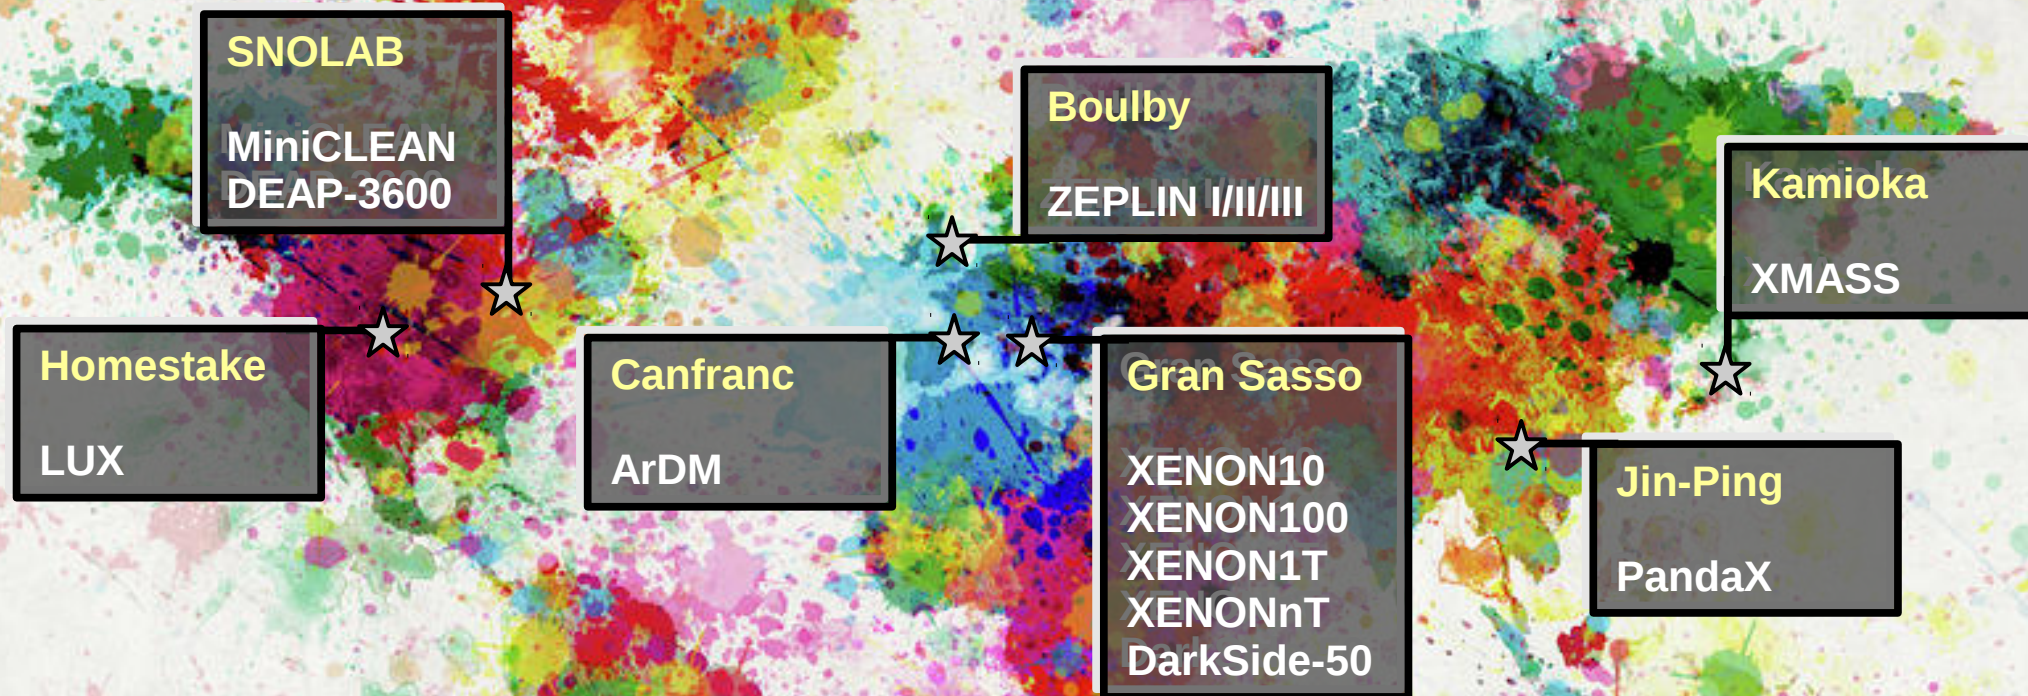 SNOLAB
MiniCLEAN
DEAP-3600
Boulby
ZEPLIN I/II/III
Kamioka
XMASS
Homestake
LUX
Canfranc
ArDM
Gran Sasso
XENON10
XENON100
XENON1T
XENONnT
DarkSide-50
Jin-Ping
PandaX